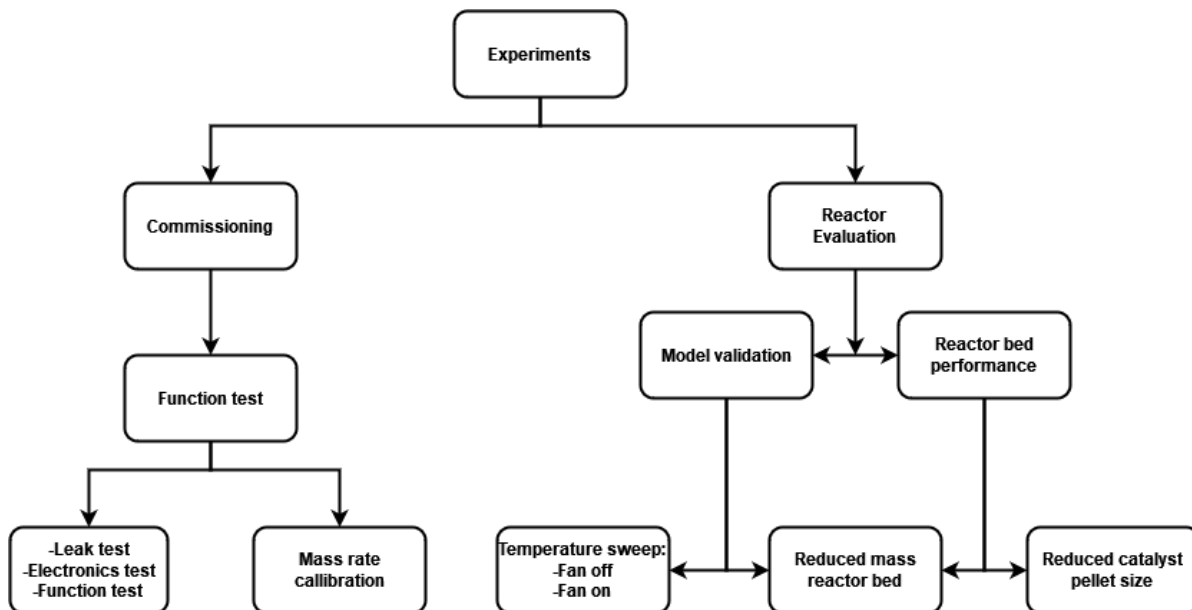 Experiments
Commissioning
Reactor
Evaluation
Model validation
Reactor bed
performance
Function test
-Leak test
-Electronics test
-Function test
Mass rate
callibration
Temperature sweep:
-Fan off
-Fan on
Reduced mass
reactor bed
Reduced catalyst
pellet size